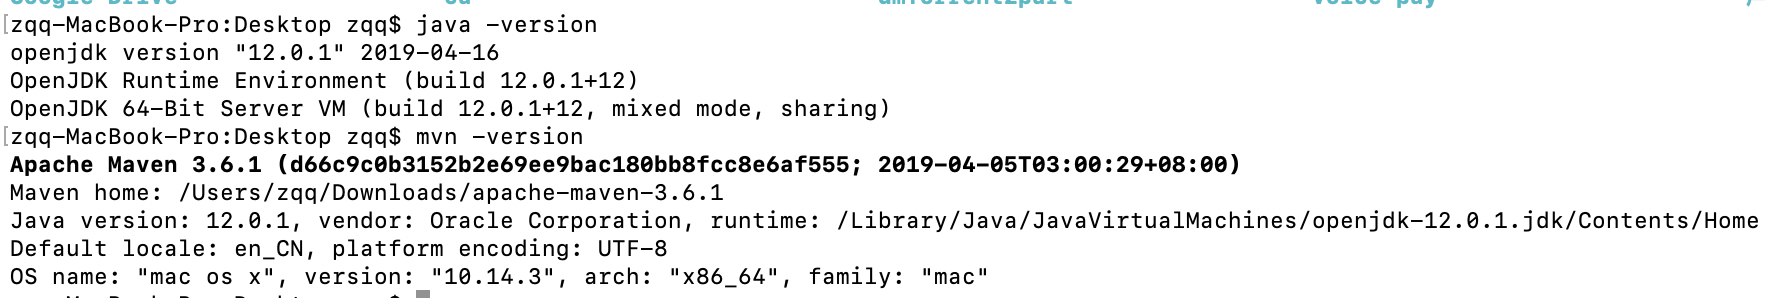 [zqq-MacBook-Pro:Desktop zqq$ java -version
openjdk version "12.0.1" 2019-04-16
OpenJDK Runtime Environment (build 12.0.1+12)
OpenJDK 64-Bit Server VM (build 12.0.1+12, mixed mode, sharing)
[zqq-MacBook-Pro:Desktop zqq$ mvn -version
Apache Maven 3.6.1 (d66c9c0b3152b2e69ee9bac180bb8fcc8e6af555; 2019-04-05T03:00:29+08:00)
Maven home: /Users/zqq/Downloads/apache-maven-3.6.1
Java version: 12.0.1, vendor: Oracle Corporation, runtime: /Library/Java/JavaVirtualMachines/openjdk-12.0.1.jdk/Contents/Home
Default locale: en_CN, platform encoding: UTF-8
OS name: "mac os x", version: "10.14.3", arch: "x86_64", family: "mac"